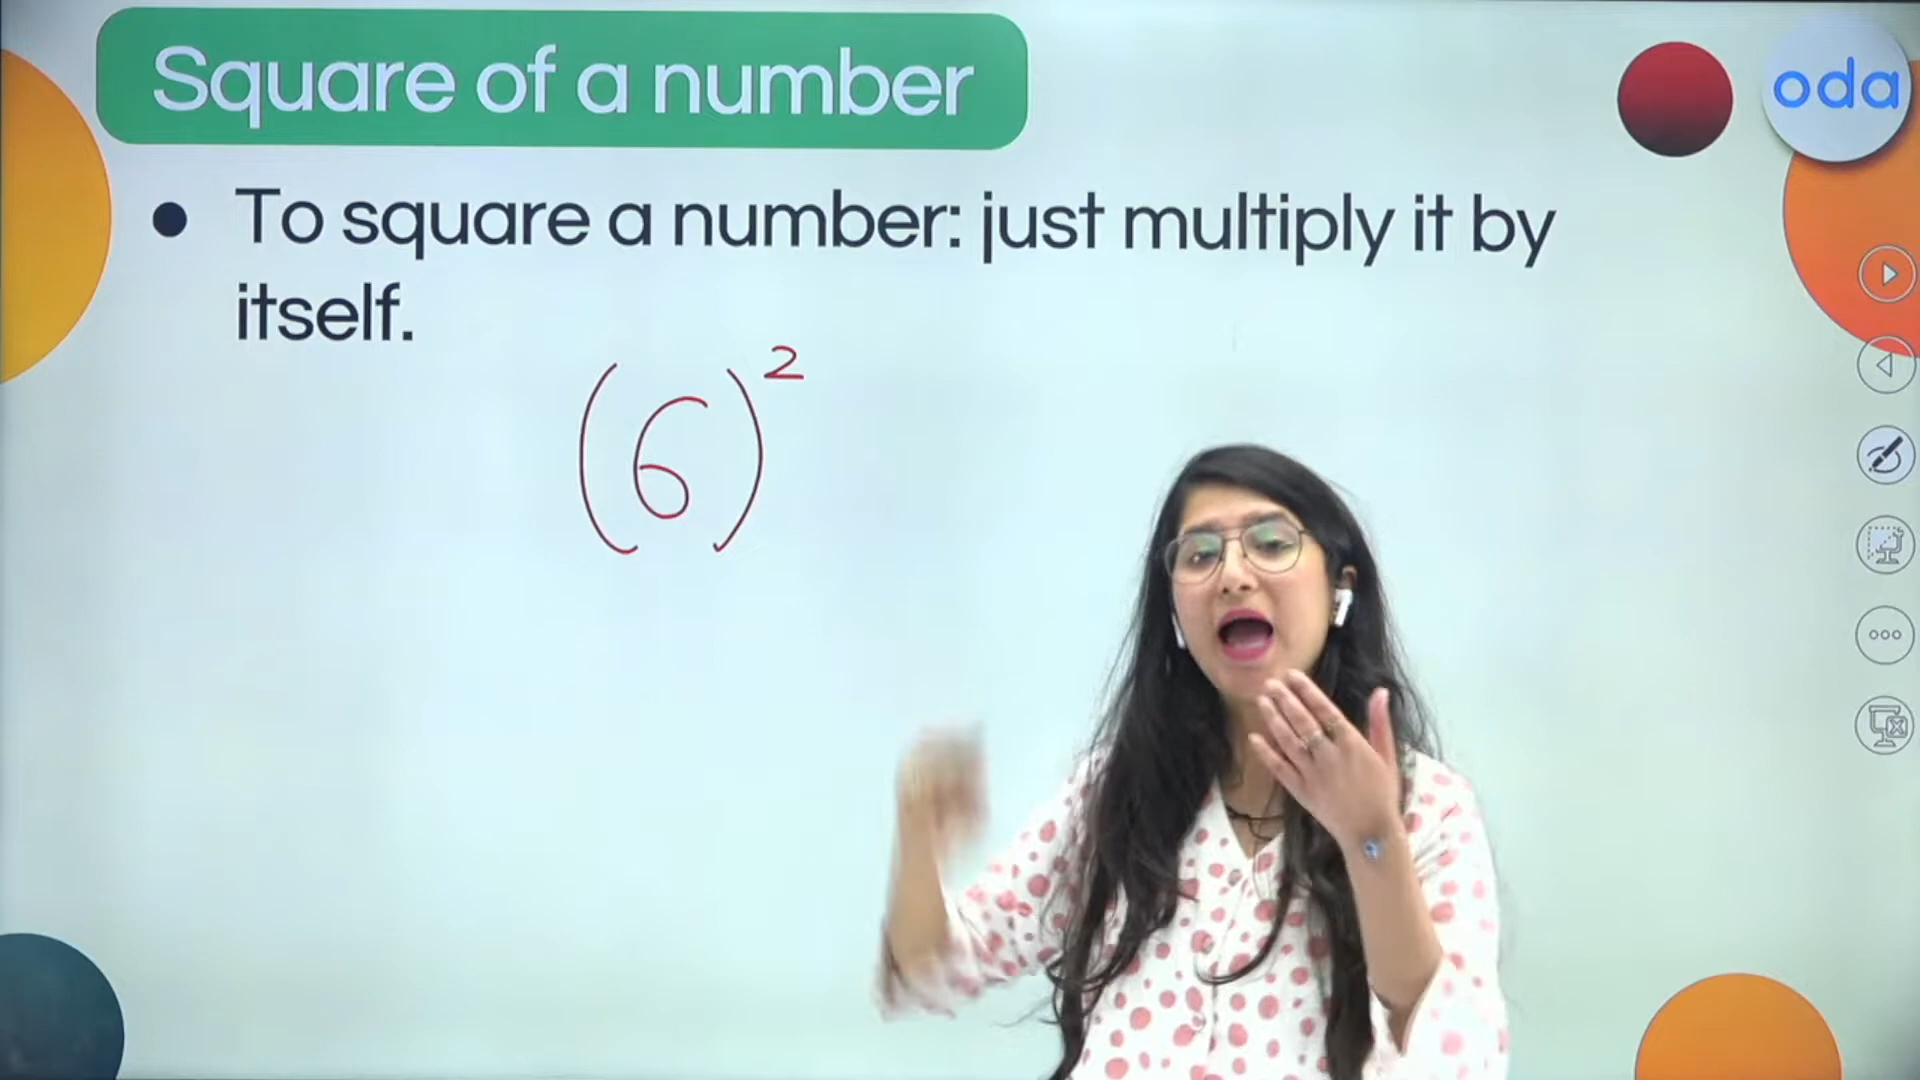 Square of a number
oda
● To square a number: just multiply it by
itself.
(6)²